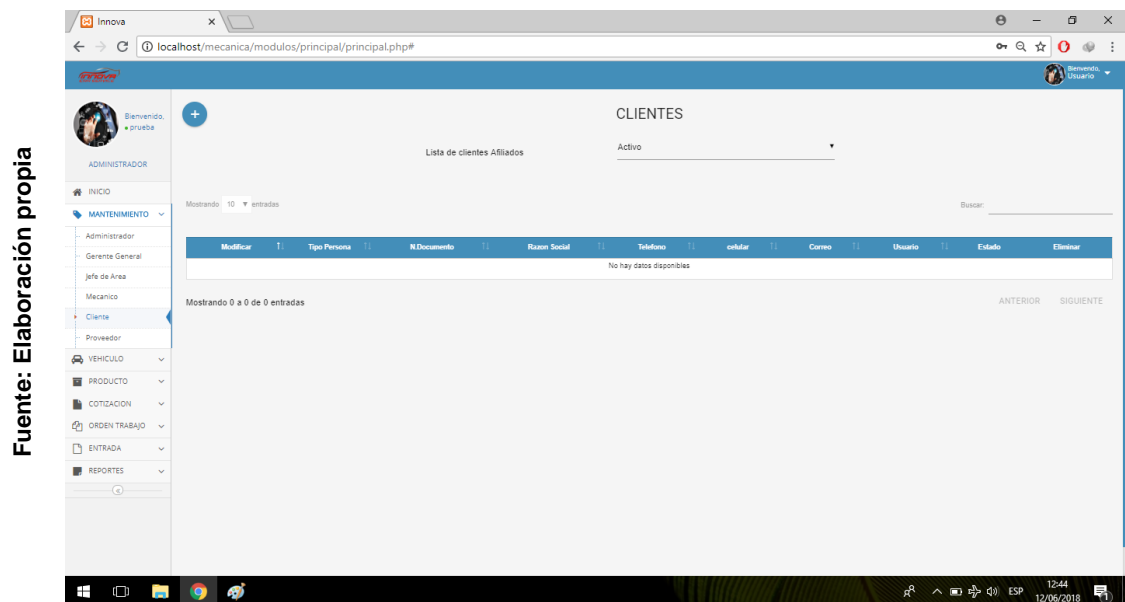 Fuente: Elaboración propia
Innova
localhost/mecanica/modulos/principal/principal.php#
INNOVA
Bienvenido,
Usuario
Bienvenido,
prueba
ADMINISTRADOR
INICIO
MANTENIMIENTO
Administrador
Gerente General
Jefe de Area
Mecanico
Cliente
Proveedor
VEHICULO
PRODUCTO
COTIZACION
ORDEN TRABAJO
ENTRADA
REPORTES
CLIENTES
Lista de clientes Afiliados Activo
Mostrando 10 entradas Buscar:
Modificar Tipo Persona N.Documento Razon Social Telefono celular Correo Usuario Estado Eliminar
No hay datos disponibles
Mostrando 0 a 0 de 0 entradas ANTERIOR SIGUIENTE
ESP
12:44
12/06/2018